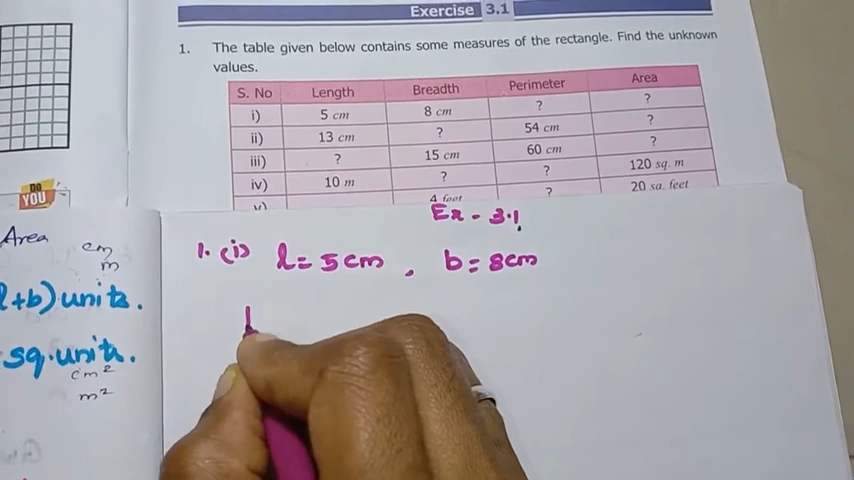 Exercise 3.1
1. The table given below contains some measures of the rectangle. Find the unknown
values.
S. No Length Breadth Perimeter Area
i) 5 cm 8 cm ? ?
ii) 13 cm ? 54 cm ?
iii) ? 15 cm 60 cm ?
iv) 10 m ? ? 120 sq. m
v) 4 foot ? 20 sq. feet
DO
YOU
Ex - 3.1
1. (i) l = 5 cm , b = 8cm
Area
cm
m
l+b) units.
sq. units.
cm²
m²